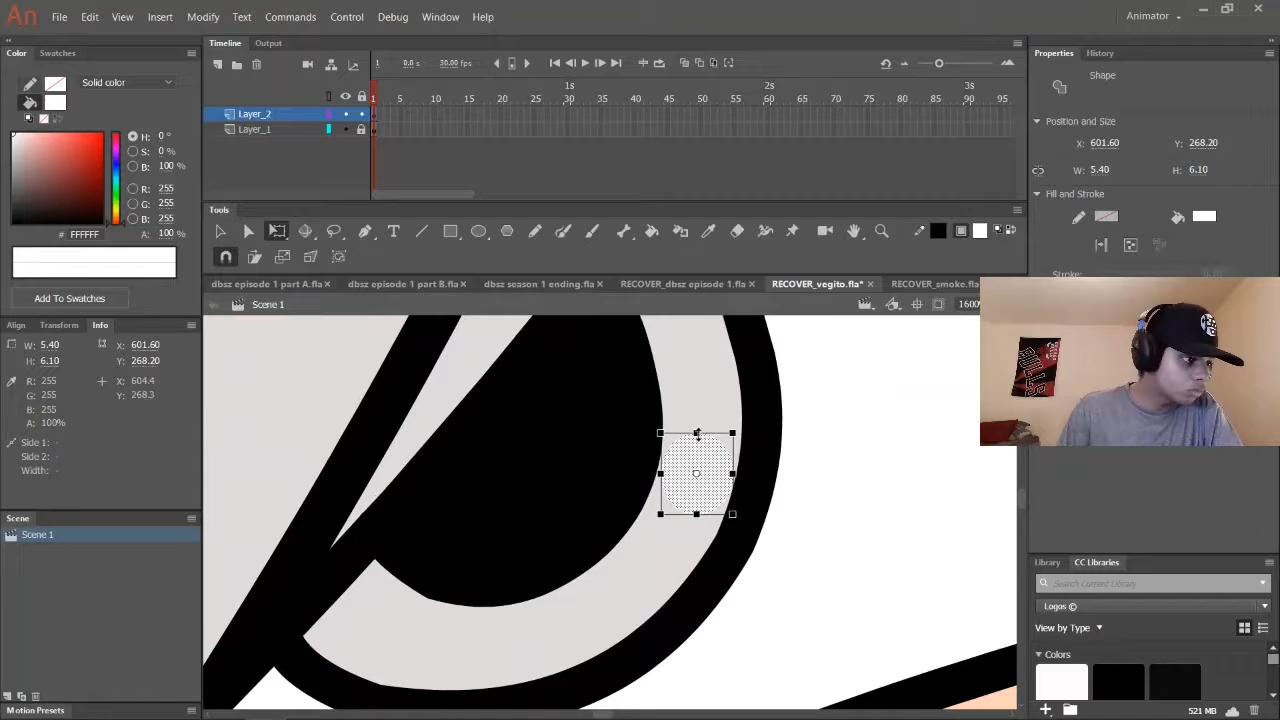 An File Edit View Insert Modify Text Commands Control Debug Window Help Animator
Color Swatches
Solid color
H: 0 °
S: 0 %
B: 100 %
R: 255
G: 255
B: 255
# FFFFFF A: 100 %
Add To Swatches
Align Transform Info
W: 5.40 X: 601.60
H: 6.10 Y: 268.20
R: 255 X: 604.4
G: 255 Y: 268.3
B: 255
A: 100%
Side 1: -
Side 2: -
Width: -
Scene
Scene 1
Motion Presets
Timeline Output
1 0.0 s 30.00 fps
1s 2s 3s
1 5 10 15 20 25 30 35 40 45 50 55 60 65 70 75 80 85 90 95
Layer_2
Layer_1
Tools
dbsz episode 1 part A.fla × dbsz episode 1 part B.fla × dbsz season 1 ending.fla × RECOVER_dbsz episode 1.fla × RECOVER_vegito.fla* × RECOVER_smoke.fla
Scene 1
1600%
Properties History
Shape
Position and Size
X: 601.60 Y: 268.20
W: 5.40 H: 6.10
Fill and Stroke
Stroke:
Library CC Libraries
Search Current Library
Logos ©
View by Type
Colors
521 MB